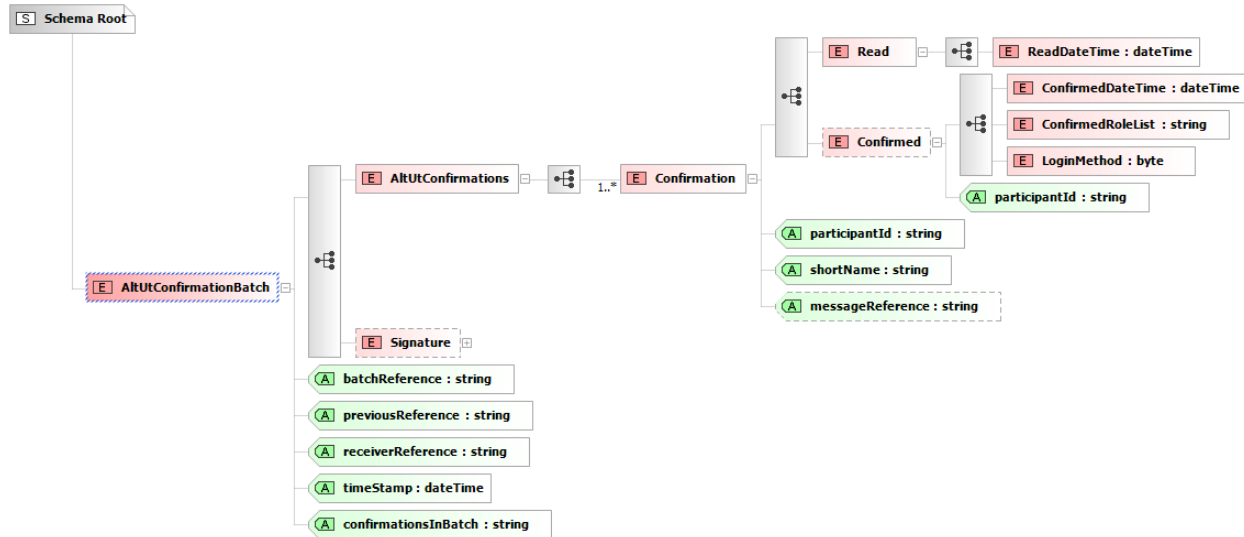 S Schema Root
E Read
E ReadDateTime : dateTime
E ConfirmedDateTime : dateTime
E ConfirmedRoleList : string
E Confirmed
E LoginMethod : byte
E AltUtConfirmations
1..*
E Confirmation
A participantId : string
A participantId : string
A shortName : string
E AltUtConfirmationBatch
A messageReference : string
E Signature
A batchReference : string
A previousReference : string
A receiverReference : string
A timeStamp : dateTime
A confirmationsInBatch : string